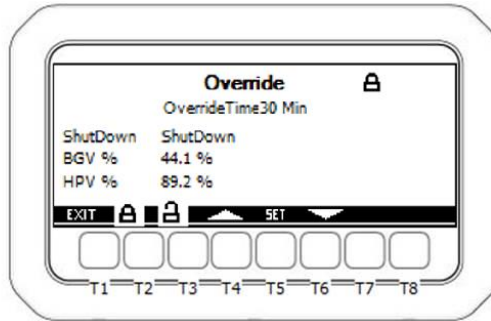 Override
OverrideTime30 Min
ShutDown ShutDown
BGV % 44.1 %
HPV % 89.2 %
EXIT SET
T1 T2 T3 T4 T5 T6 T7 T8